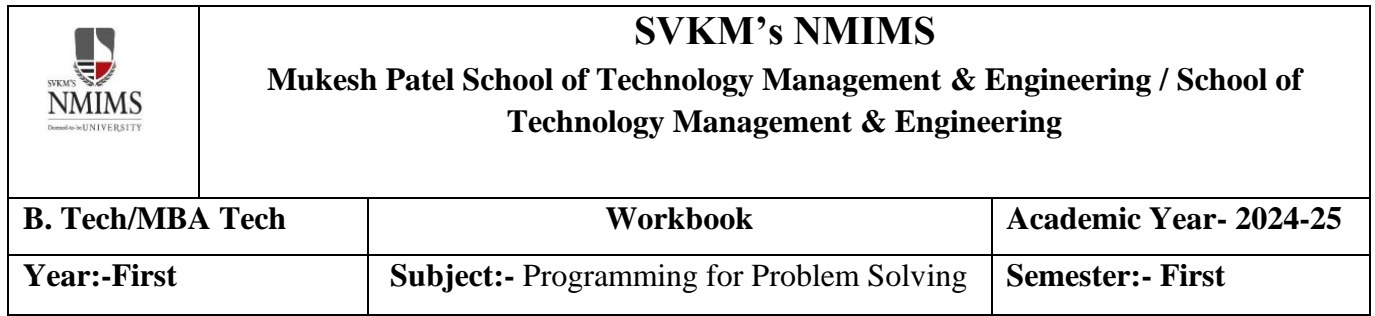 SVKM'S
NMIMS
Deemed-to-be UNIVERSITY
SVKM's NMIMS
Mukesh Patel School of Technology Management & Engineering / School of
Technology Management & Engineering
B. Tech/MBA Tech
Workbook
Academic Year- 2024-25
Year:-First
Subject:- Programming for Problem Solving
Semester:- First